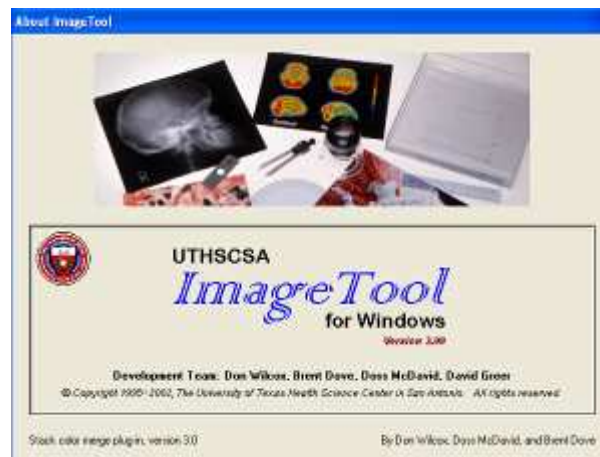 About ImageTool
UTHSCSA
ImageTool
for Windows
Version 3.00
Development Team: Don Wilcox, Brent Dove, Doss McDavid, David Greer
© Copyright 1995-2002, The University of Texas Health Science Center in San Antonio. All rights reserved.
Stack color merge plug-in, version 3.0
By Don Wilcox, Doss McDavid, and Brent Dove